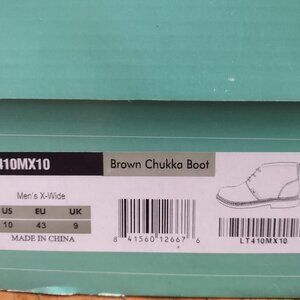 410MX10 Brown Chukka Boot
Men's X-Wide
US EU UK
10 43 9
MADE IN CHINA
8 41560 12667 6
LT410MX10